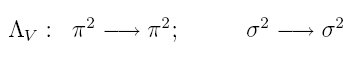 Λ_V :  π² ⟶ π²;  σ² ⟶ σ²